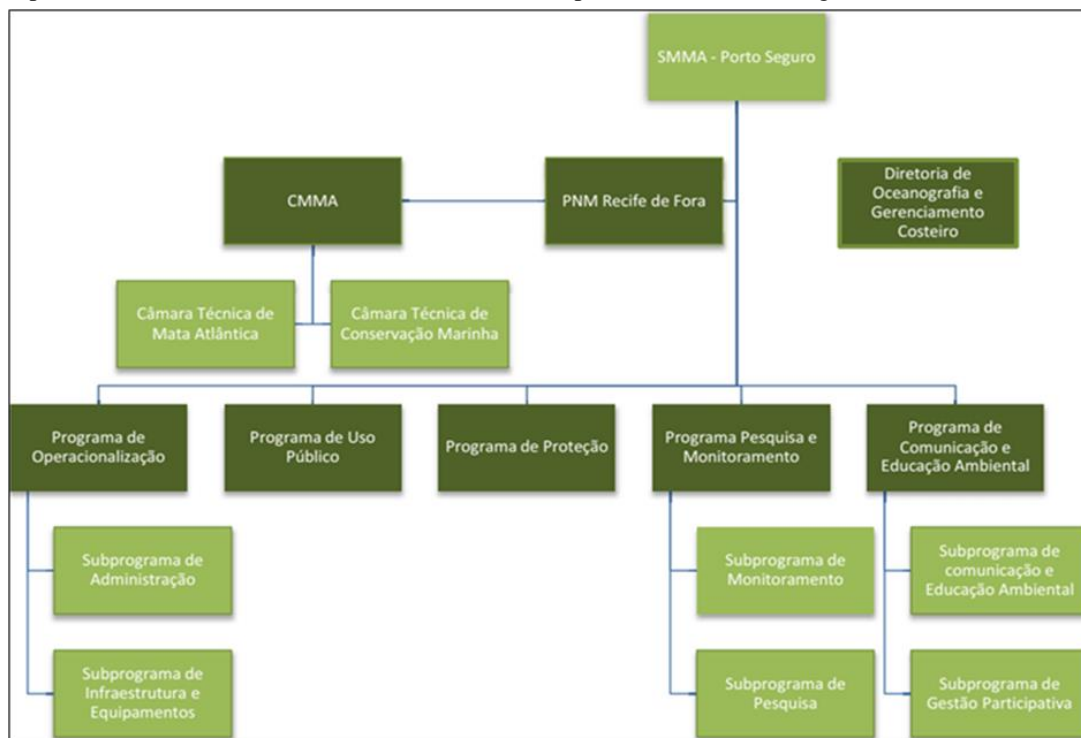 SMMA - Porto Seguro
CMMA
PNM Recife de Fora
Diretoria de
Oceanografia e
Gerenciamento
Costeiro
Câmara Técnica de
Mata Atlântica
Câmara Técnica de
Conservação Marinha
Programa de
Operacionalização
Programa de Uso
Público
Programa de Proteção
Programa Pesquisa e
Monitoramento
Programa de
Comunicação e
Educação Ambiental
Subprograma de
Administração
Subprograma de
Monitoramento
Subprograma de
comunicação e
Educação Ambiental
Subprograma de
Infraestrutura e
Equipamentos
Subprograma de
Pesquisa
Subprograma de
Gestão Participativa